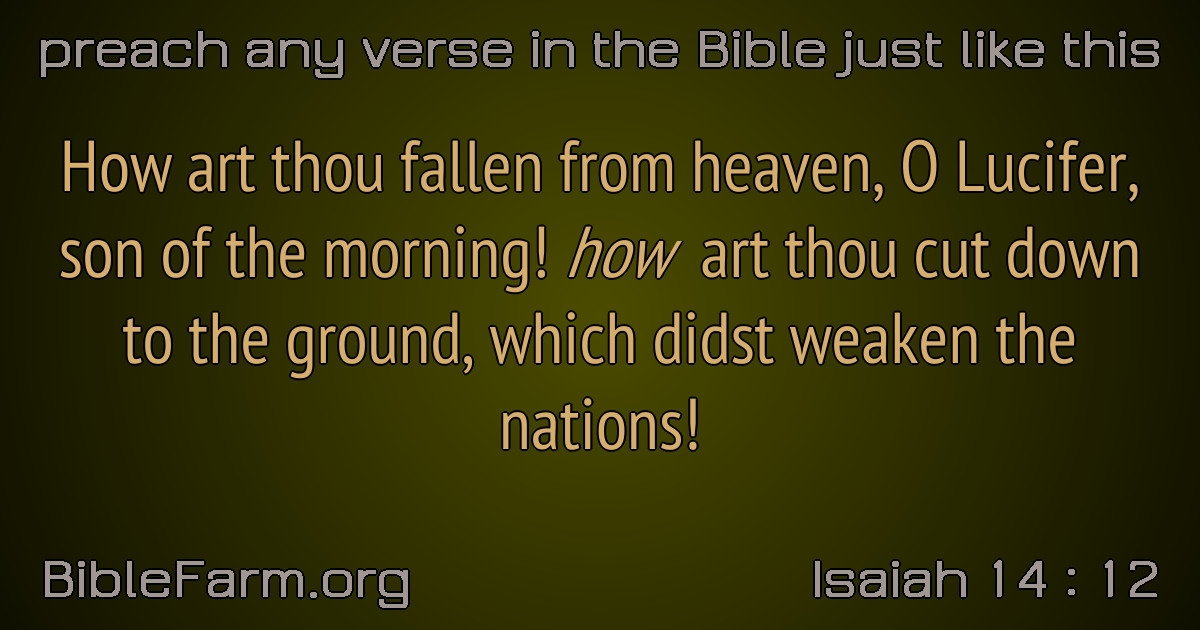 preach any verse in the Bible just like this
How art thou fallen from heaven, O Lucifer,
son of the morning! how art thou cut down
to the ground, which didst weaken the
nations!
BibleFarm.org
Isaiah 14 : 12